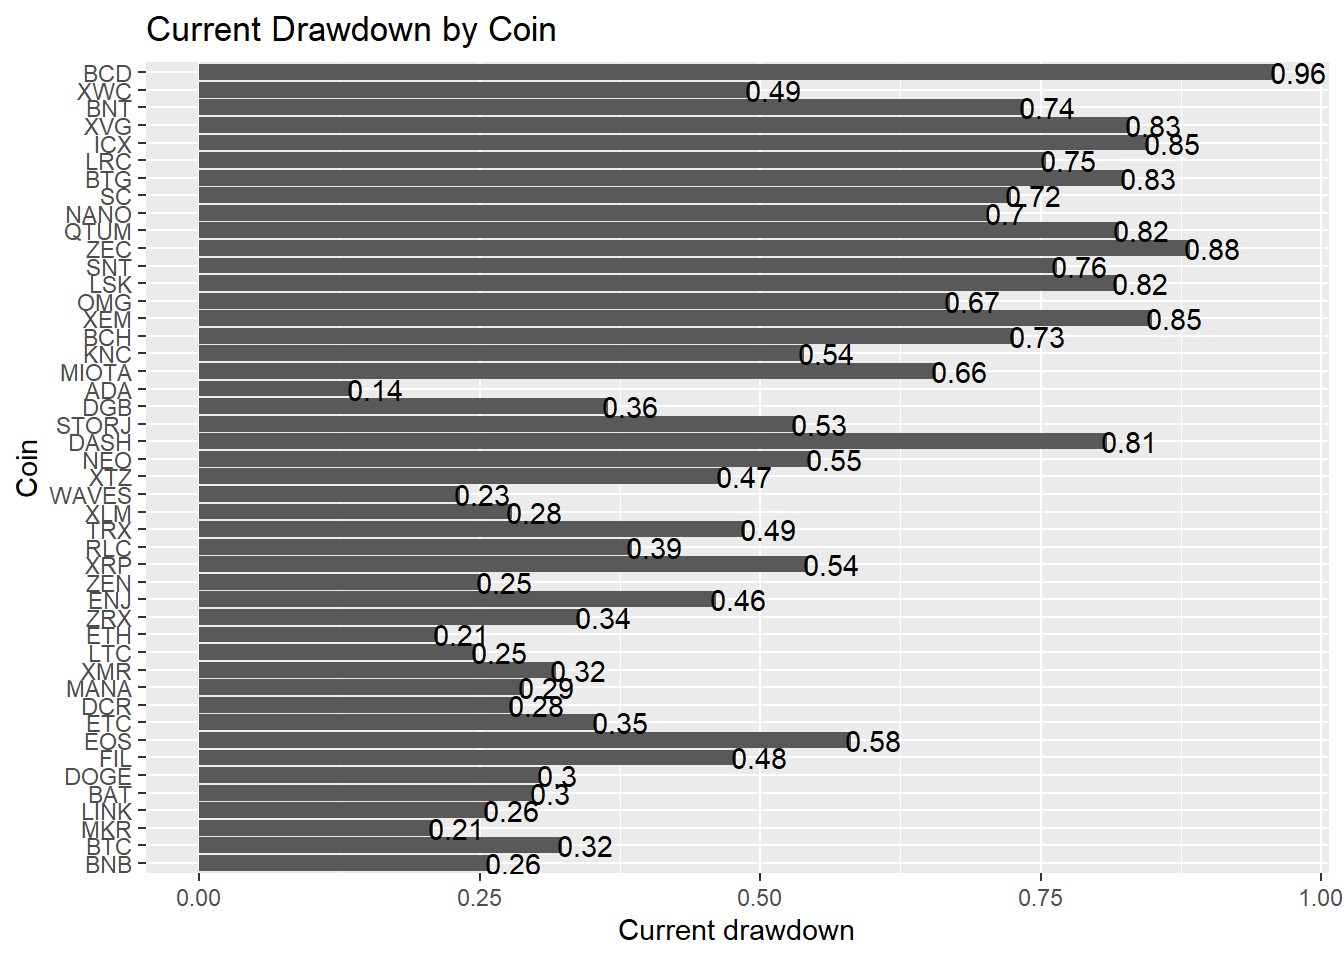 Current Drawdown by Coin
BCD 0.96
XWC 0.49
BNT 0.74
XVG 0.83
ICX 0.85
LRC 0.75
BTG 0.83
SC 0.72
NANO 0.7
QTUM 0.82
ZEC 0.88
SNT 0.76
LSK 0.82
OMG 0.67
XEM 0.85
BCH 0.73
KNC 0.54
MIOTA 0.66
ADA 0.14
DGB 0.36
STORJ 0.53
DASH 0.81
NEO 0.55
XTZ 0.47
WAVES 0.23
XLM 0.28
TRX 0.49
RLC 0.39
XRP 0.54
ZEN 0.25
ENJ 0.46
ZRX 0.34
ETH 0.21
LTC 0.25
XMR 0.32
MANA 0.29
DCR 0.28
ETC 0.35
EOS 0.58
FIL 0.48
DOGE 0.3
BAT 0.3
LINK 0.26
MKR 0.21
BTC 0.32
BNB 0.26
Coin
0.00 0.25 0.50 0.75 1.00
Current drawdown